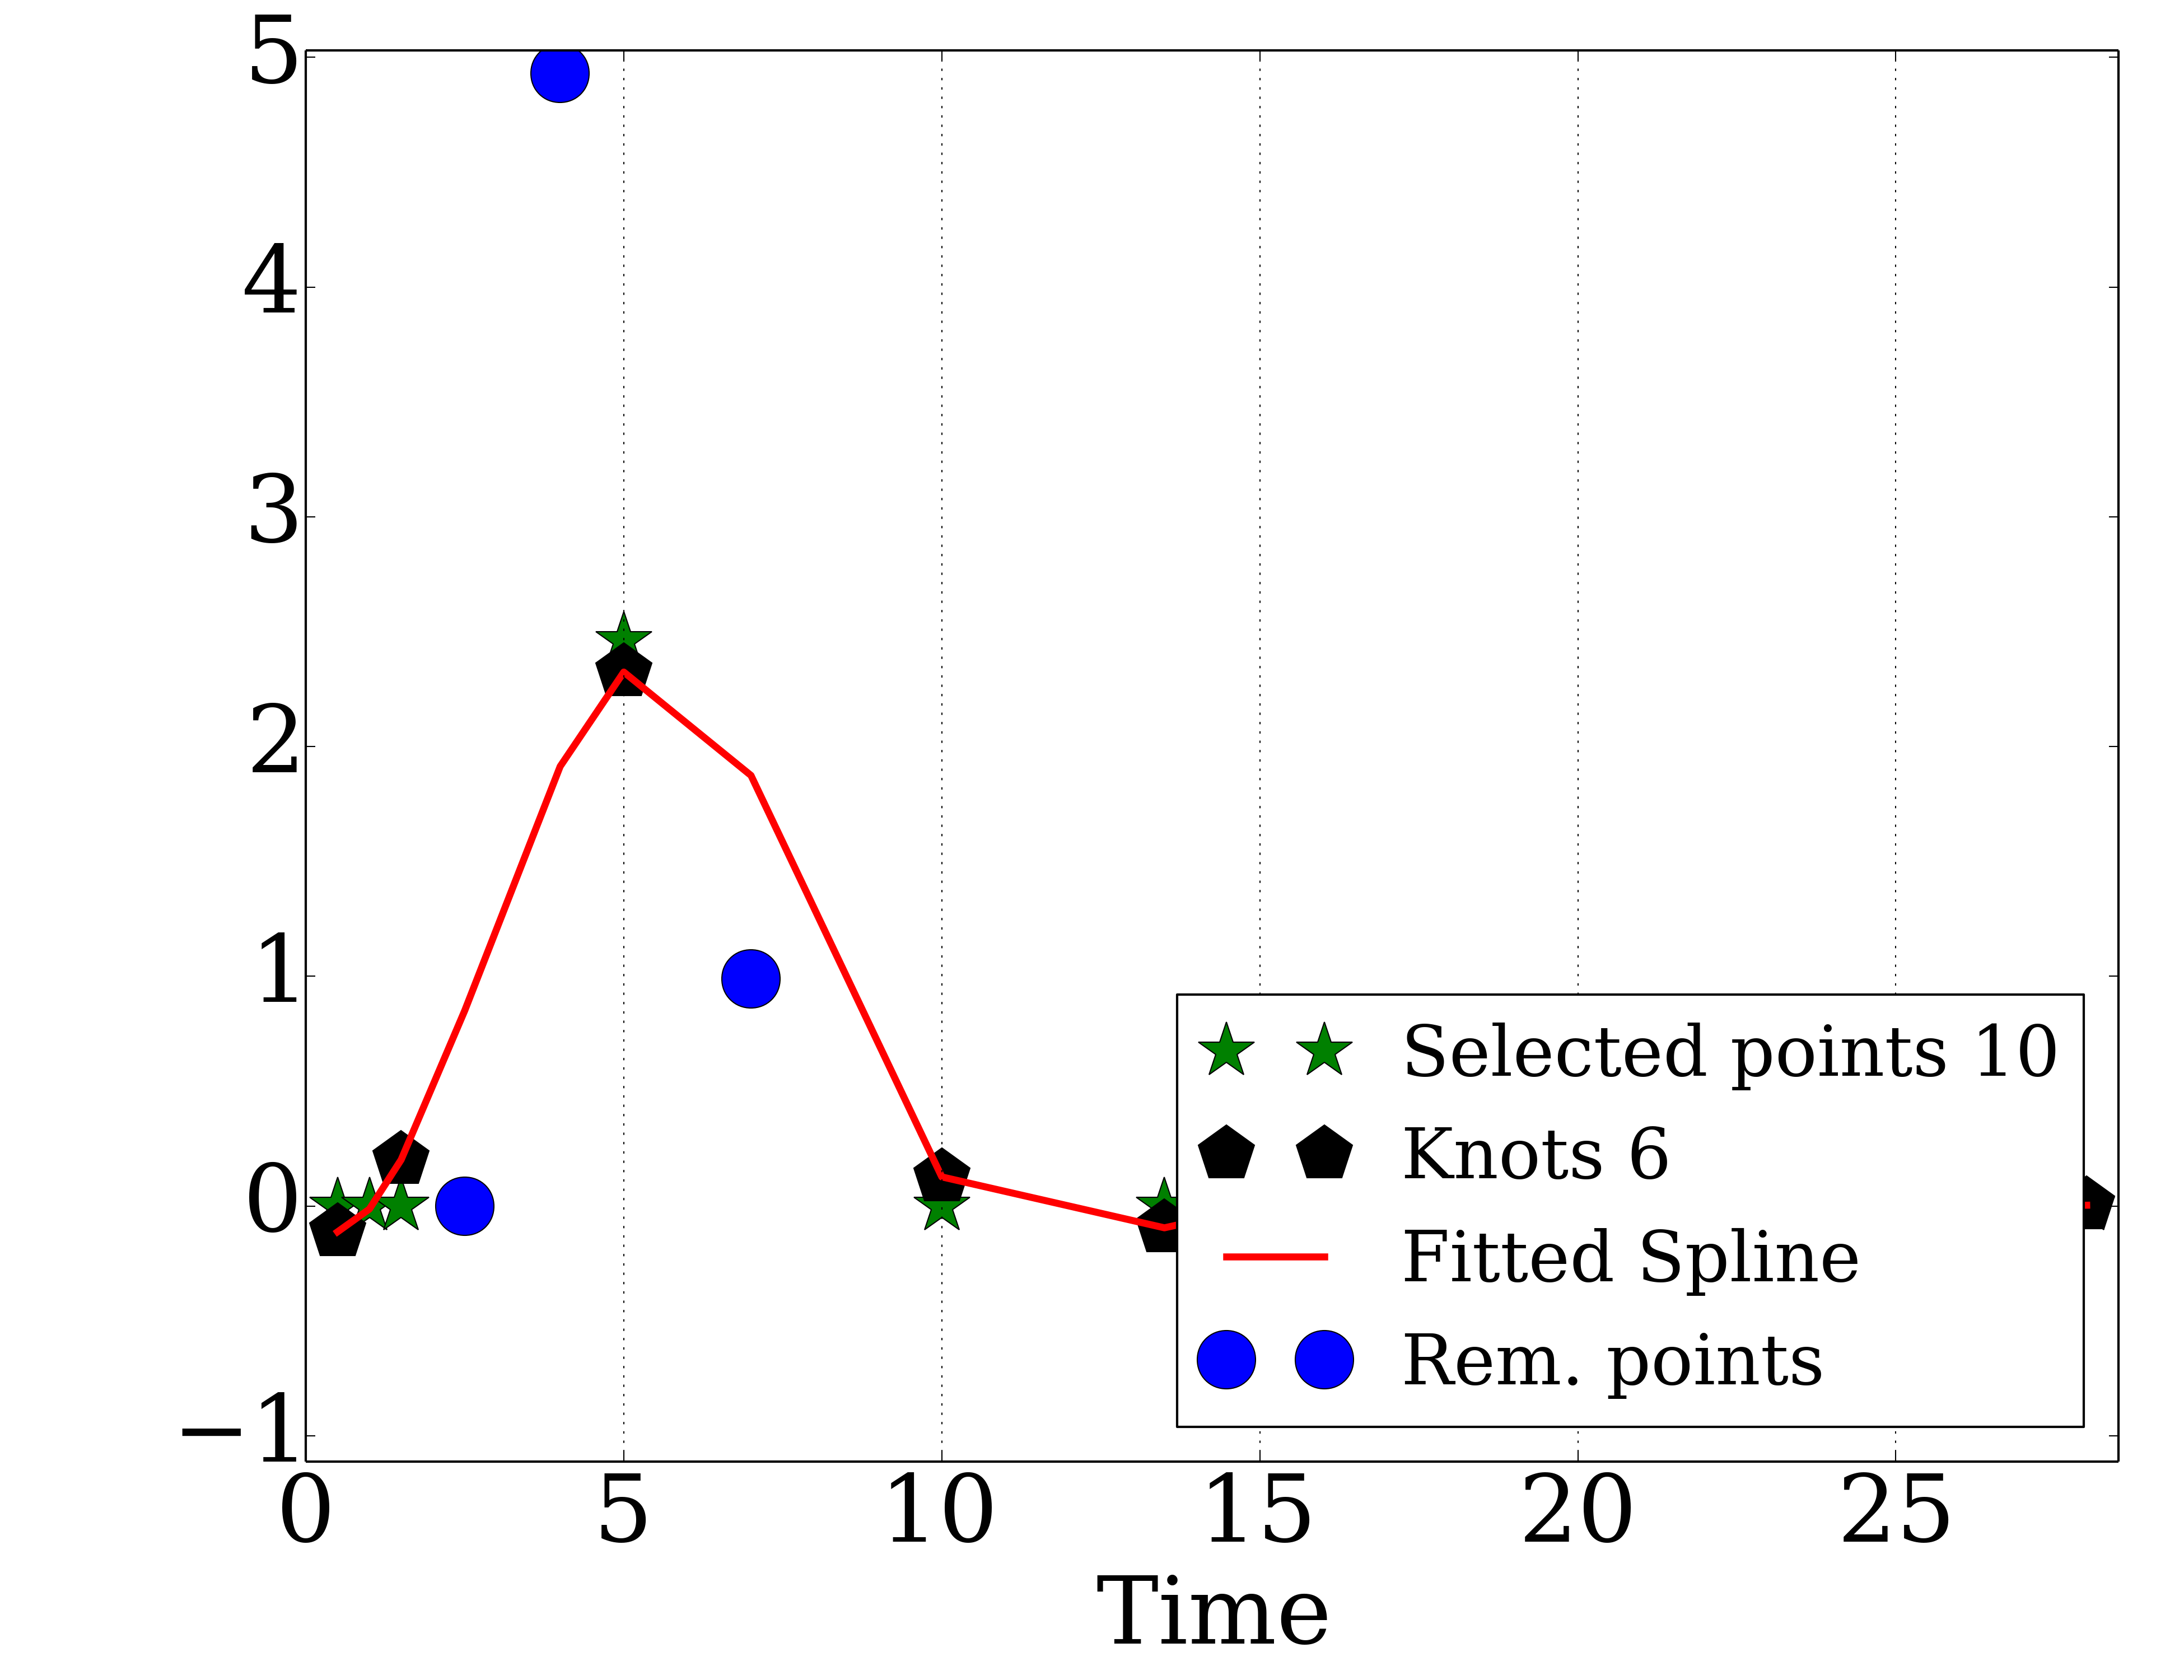 5
4
3
2
1
0
−1
0 5 10 15 20 25
Time
Selected points 10
Knots 6
Fitted Spline
Rem. points